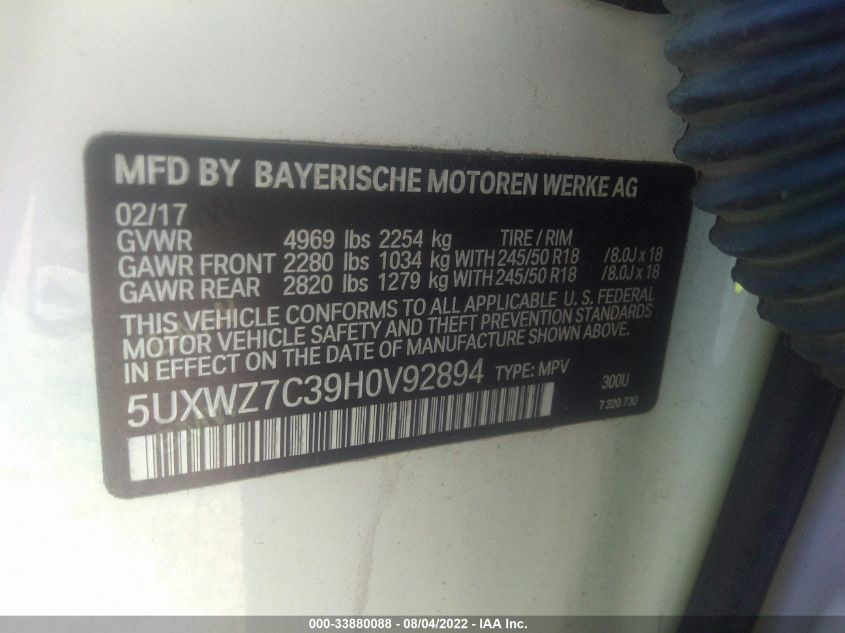 MFD BY BAYERISCHE MOTOREN WERKE AG
02/17
GVWR 4969 lbs 2254 kg TIRE / RIM
GAWR FRONT 2280 lbs 1034 kg WITH 245/50 R18 /8.0J x 18
GAWR REAR 2820 lbs 1279 kg WITH 245/50 R18 /8.0J x 18
THIS VEHICLE CONFORMS TO ALL APPLICABLE U. S. FEDERAL
MOTOR VEHICLE SAFETY AND THEFT PREVENTION STANDARDS
IN EFFECT ON THE DATE OF MANUFACTURE SHOWN ABOVE.
5UXWZ7C39H0V92894 TYPE: MPV 300U
7 320 730
000-33880088 - 08/04/2022 - IAA Inc.